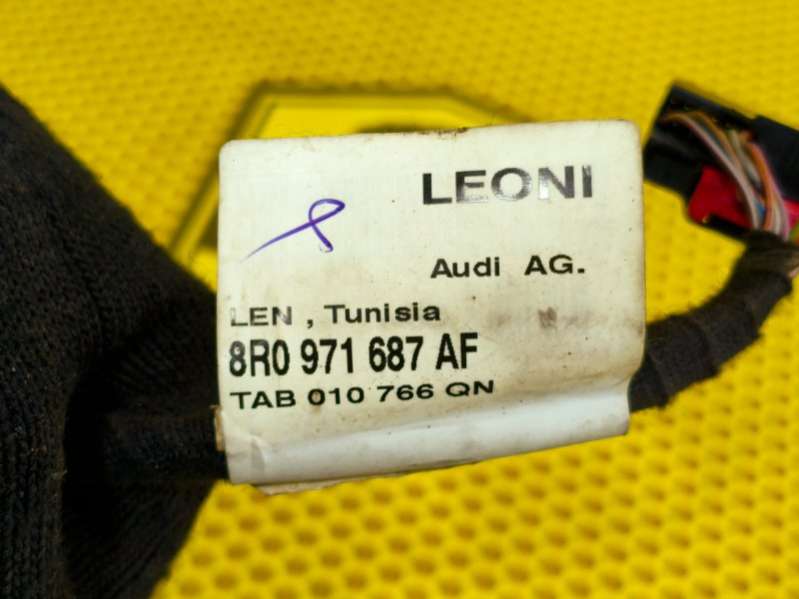 LEONI
Audi AG.
LEN , Tunisia
8R0 971 687 AF
TAB 010 766 QN